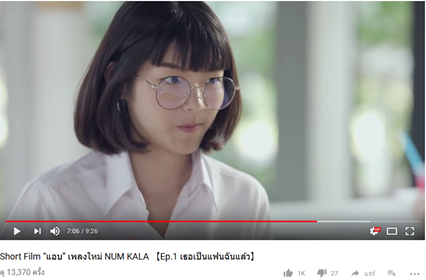 7:06 / 9:26
Short Film "แอบ" เพลงใหม่ NUM KALA 【Ep.1 เธอเป็นแฟนฉันแล้ว】
ดู 13,370 ครั้ง
1K
27
แชร์